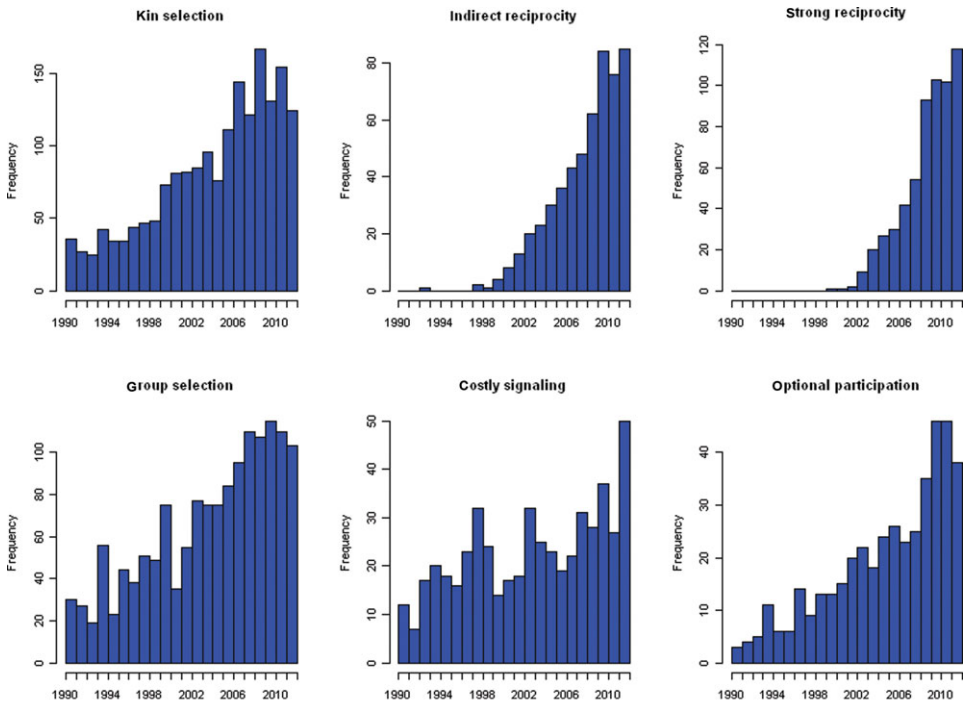 Kin selection
Frequency
0
50
100
150
1990 1994 1998 2002 2006 2010
Indirect reciprocity
Frequency
0
20
40
60
80
1990 1994 1998 2002 2006 2010
Strong reciprocity
Frequency
0
20
40
60
80
100
120
1990 1994 1998 2002 2006 2010
Group selection
Frequency
0
20
40
60
80
100
1990 1994 1998 2002 2006 2010
Costly signaling
Frequency
0
10
20
30
40
50
1990 1994 1998 2002 2006 2010
Optional participation
Frequency
0
10
20
30
40
1990 1994 1998 2002 2006 2010